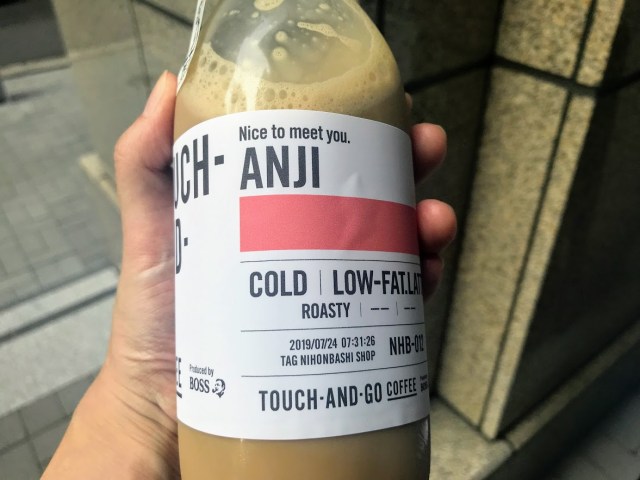 UCH-
D-
Nice to meet you.
ANJI
COLD | LOW-FAT.LAT
ROASTY | -- | --
2019/07/24 07:31:26
TAG NIHONBASHI SHOP
NHB-012
Produced by
BOSS
TOUCH-AND-GO COFFEE